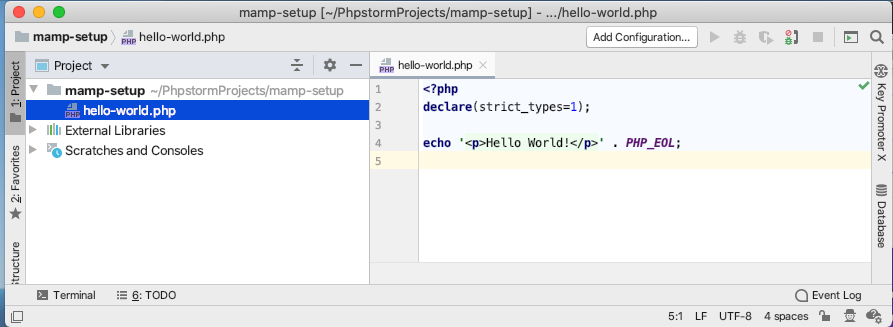 mamp-setup [~/PhpstormProjects/mamp-setup] - .../hello-world.php
mamp-setup hello-world.php Add Configuration...
1: Project
2: Favorites
Structure
Project
mamp-setup ~/PhpstormProjects/mamp-setup
hello-world.php
External Libraries
Scratches and Consoles
hello-world.php
1 <?php
2 declare(strict_types=1);
3
4 echo '<p>Hello World!</p>' . PHP_EOL;
5
Key Promoter X
Database
Terminal 6: TODO Event Log
5:1 LF UTF-8 4 spaces